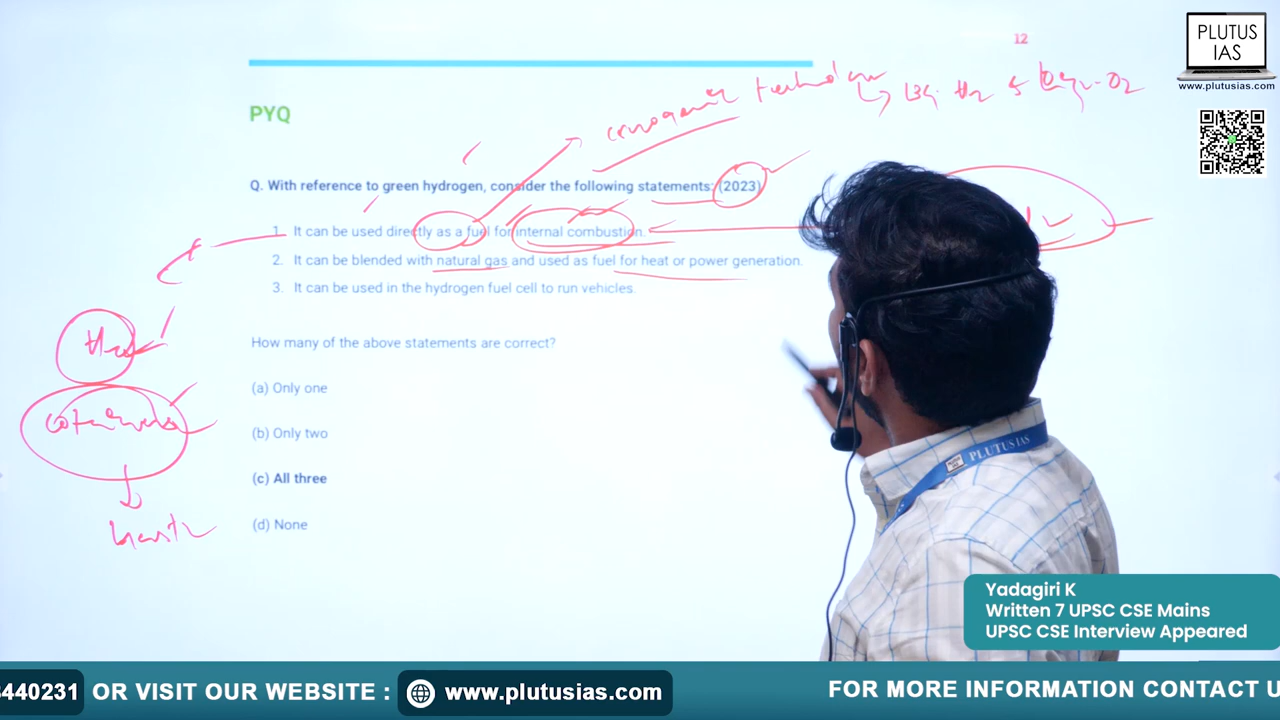 12
PLUTUS
IAS
www.plutusias.com
cryogenic
PYQ
Q. With reference to green hydrogen, consider the following statements: (2023)
1. It can be used directly as a fuel for internal combustion.
2. It can be blended with natural gas and used as fuel for heat or power generation.
3. It can be used in the hydrogen fuel cell to run vehicles.
How many of the above statements are correct?
(a) Only one
(b) Only two
(c) All three
(d) None
PLUTUS IAS
Yadagiri K
Written 7 UPSC CSE Mains
UPSC CSE Interview Appeared
440231 OR VISIT OUR WEBSITE : www.plutusias.com FOR MORE INFORMATION CONTACT U